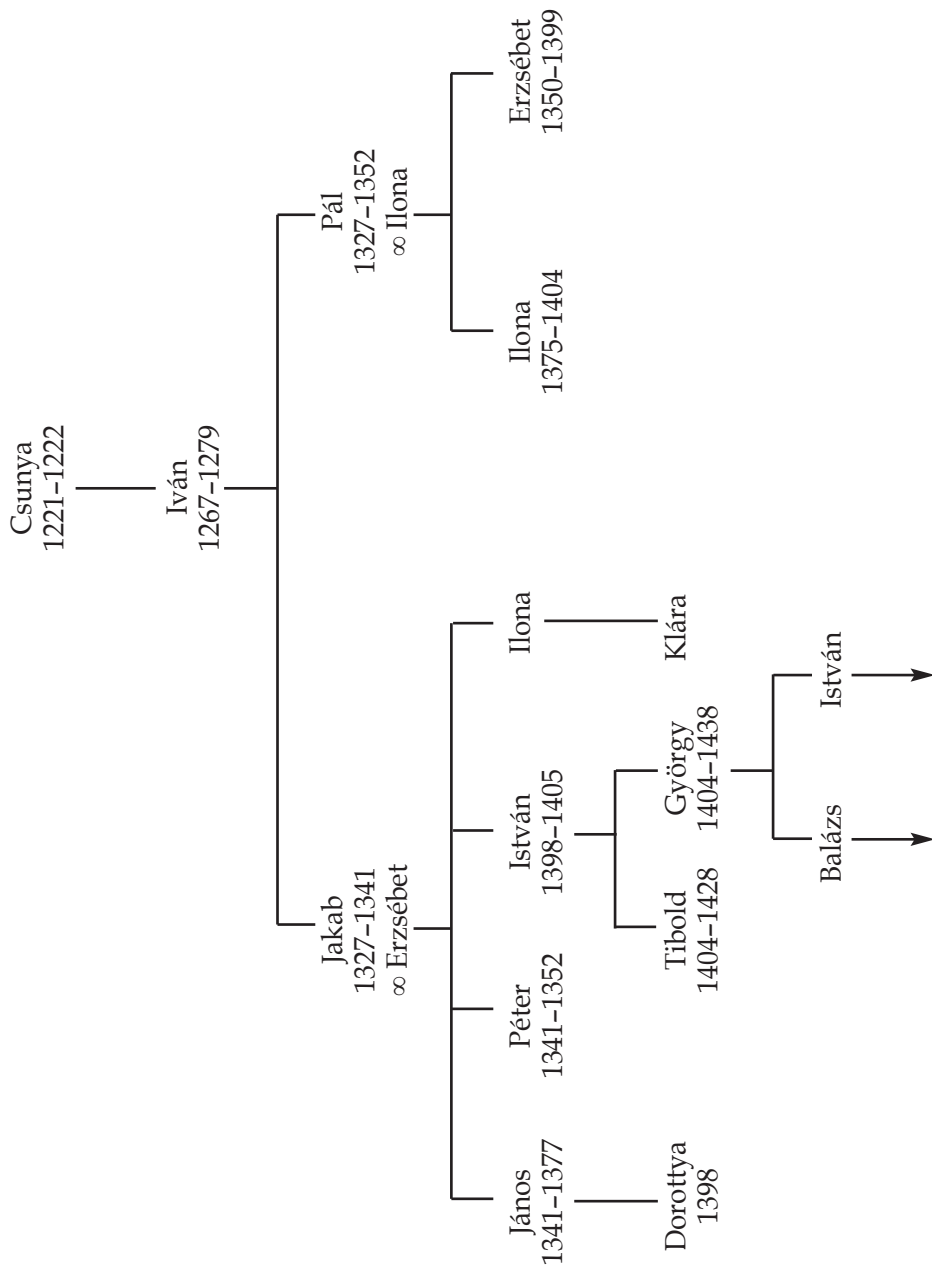 Csunya
1221–1222
Iván
1267–1279
Jakab
1327–1341
∞ Erzsébet
Pál
1327–1352
∞ Ilona
János
1341–1377
Péter
1341–1352
István
1398–1405
Ilona
Ilona
1375–1404
Erzsébet
1350–1399
Dorottya
1398
Tibold
1404–1428
György
1404–1438
Klára
Balázs
István